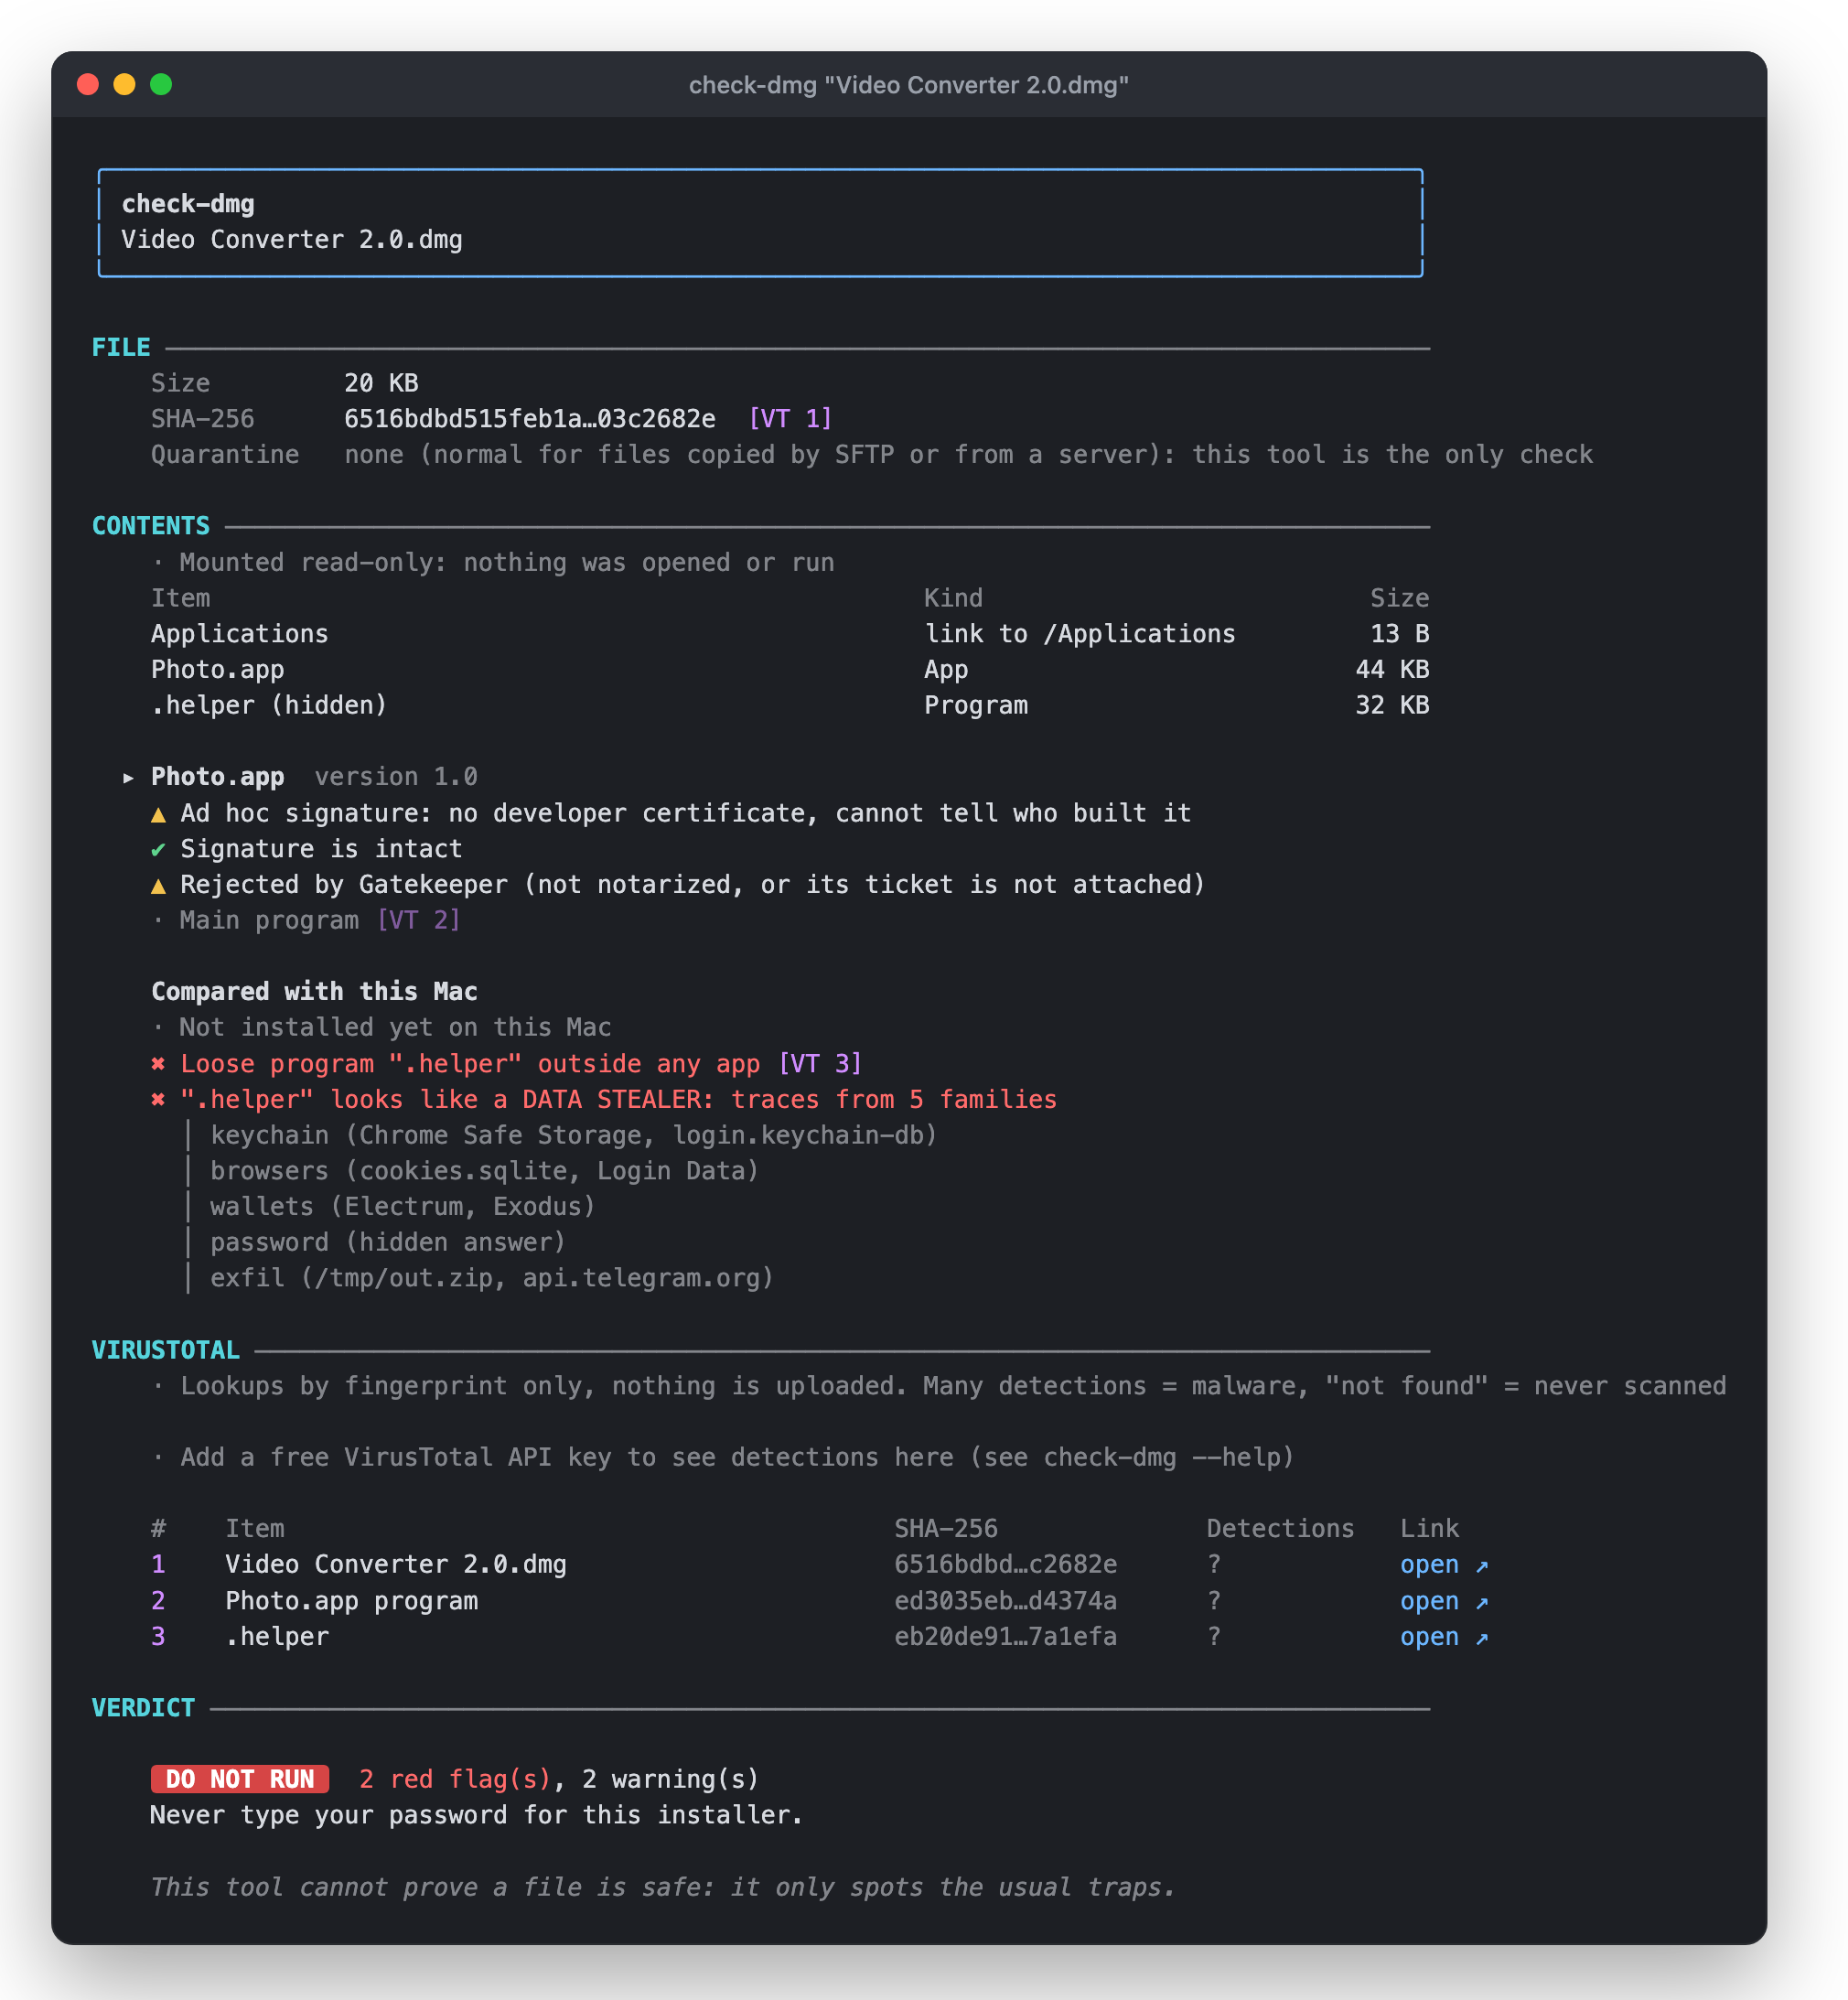 check-dmg "Video Converter 2.0.dmg"
check-dmg
Video Converter 2.0.dmg
FILE
Size 20 KB
SHA-256 6516bdbd515feb1a…03c2682e [VT 1]
Quarantine none (normal for files copied by SFTP or from a server): this tool is the only check
CONTENTS
· Mounted read-only: nothing was opened or run
Item Kind Size
Applications link to /Applications 13 B
Photo.app App 44 KB
.helper (hidden) Program 32 KB
▸ Photo.app version 1.0
▲ Ad hoc signature: no developer certificate, cannot tell who built it
✔ Signature is intact
▲ Rejected by Gatekeeper (not notarized, or its ticket is not attached)
· Main program [VT 2]
Compared with this Mac
· Not installed yet on this Mac
✖ Loose program ".helper" outside any app [VT 3]
✖ ".helper" looks like a DATA STEALER: traces from 5 families
│ keychain (Chrome Safe Storage, login.keychain-db)
│ browsers (cookies.sqlite, Login Data)
│ wallets (Electrum, Exodus)
│ password (hidden answer)
│ exfil (/tmp/out.zip, api.telegram.org)
VIRUSTOTAL
· Lookups by fingerprint only, nothing is uploaded. Many detections = malware, "not found" = never scanned
· Add a free VirusTotal API key to see detections here (see check-dmg --help)
# Item SHA-256 Detections Link
1 Video Converter 2.0.dmg 6516bdbd…c2682e ? open ↗
2 Photo.app program ed3035eb…d4374a ? open ↗
3 .helper eb20de91…7a1efa ? open ↗
VERDICT
DO NOT RUN 2 red flag(s), 2 warning(s)
Never type your password for this installer.
This tool cannot prove a file is safe: it only spots the usual traps.